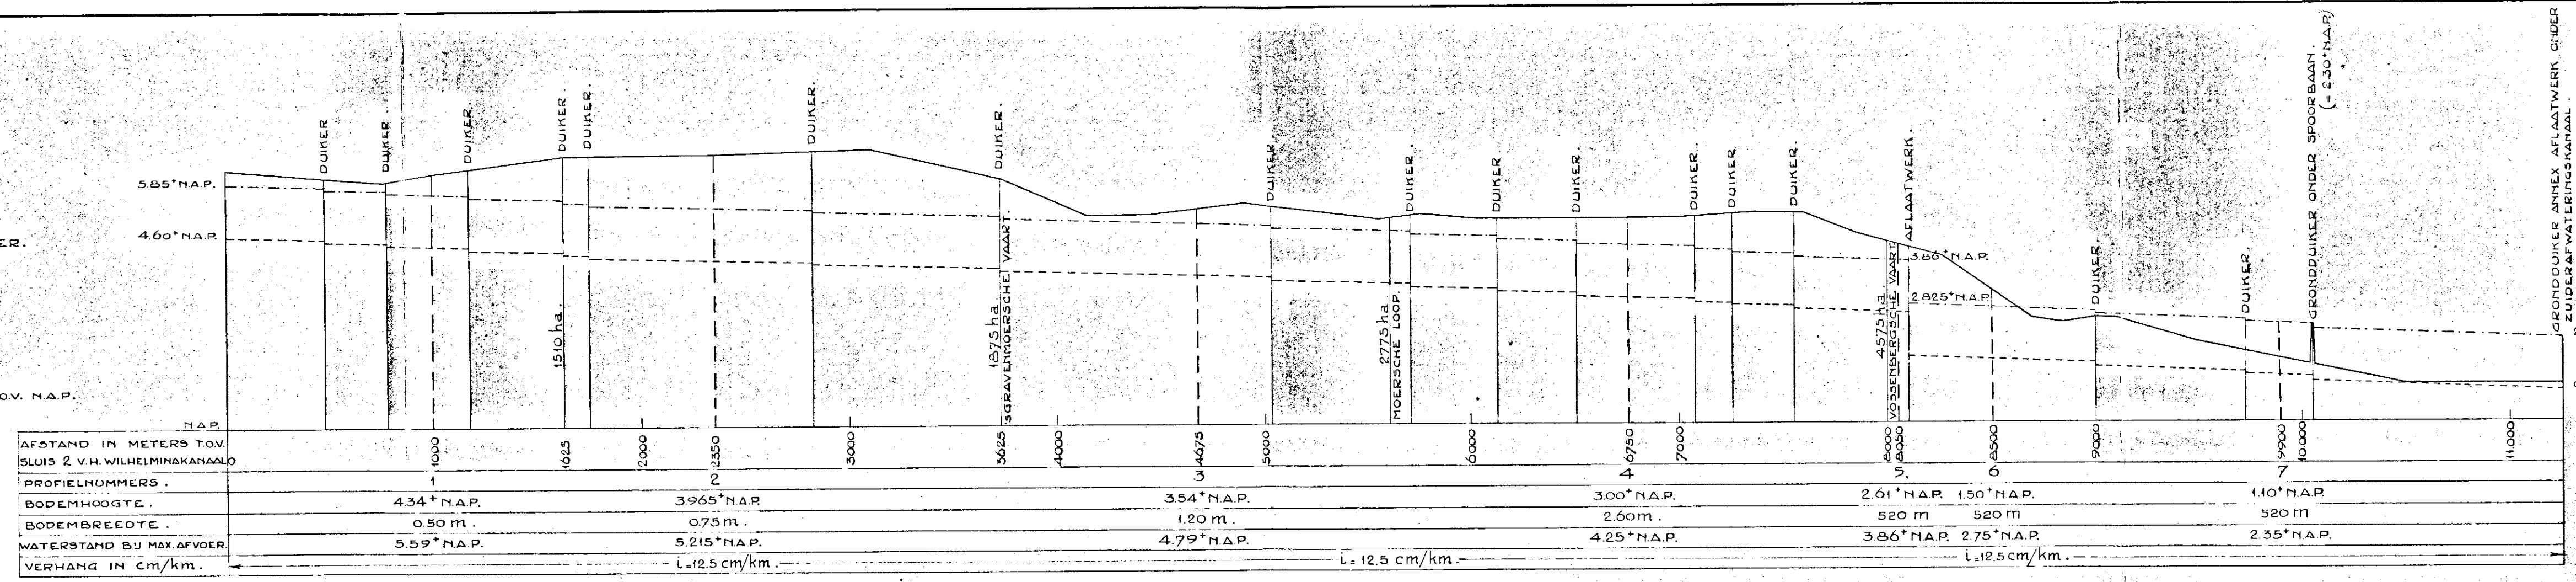 DUIKER
DUIKER.
DUIKER.
DUIKER.
DUIKER.
DUIKER.
DUIKER.
DUIKER
DUIKER.
DUIKER
DUIKER.
DUIKER.
DUIKER
DUIKER.
AFLAATWERK.
DUIKER
DUIKER.
GRONDDUIKER ONDER SPOORBAAN.
(= 2.30+N.A.P.)
GRONDDUIKER ANNEX AFLAATWERK ONDER
ZUIDERAFWATERINGSKANAAL.
5.85+N.A.P.
4.60+N.A.P.
ER.
1510 ha.
1875 ha
SGRAVENMOERSCHE VAART.
2775 ha
MOERSCHE LOOP.
4575 ha
VOSSENBERGSCHE VAART
3.86+N.A.P.
2.825+N.A.P.
O.V. N.A.P.
N.A.P.
AFSTAND IN METERS T.O.V.
SLUIS 2 V.H. WILHELMINAKANAAL 0 1000 1625 2000 2350 3000 3625 4000 4675 5000 6000 6750 7000 8000 8050 8500 9000 9900 10000 11000
PROFIELNUMMERS. 1 2 3 4 5. 6 7
BODEMHOOGTE. 4.34+N.A.P. 3.965+N.A.P. 3.54+N.A.P. 3.00+N.A.P. 2.61+N.A.P. 1.50+N.A.P. 1.10+N.A.P.
BODEMBREEDTE. 0.50 m. 0.75 m. 1.20 m. 2.60 m. 520 m 520 m 520 m
WATERSTAND BIJ MAX. AFVOER. 5.59+N.A.P. 5.215+N.A.P. 4.79+N.A.P. 4.25+N.A.P. 3.86+N.A.P. 2.75+N.A.P. 2.35+N.A.P.
VERHANG IN cm/km. i=12.5 cm/km. i=12.5 cm/km. i=12.5 cm/km.